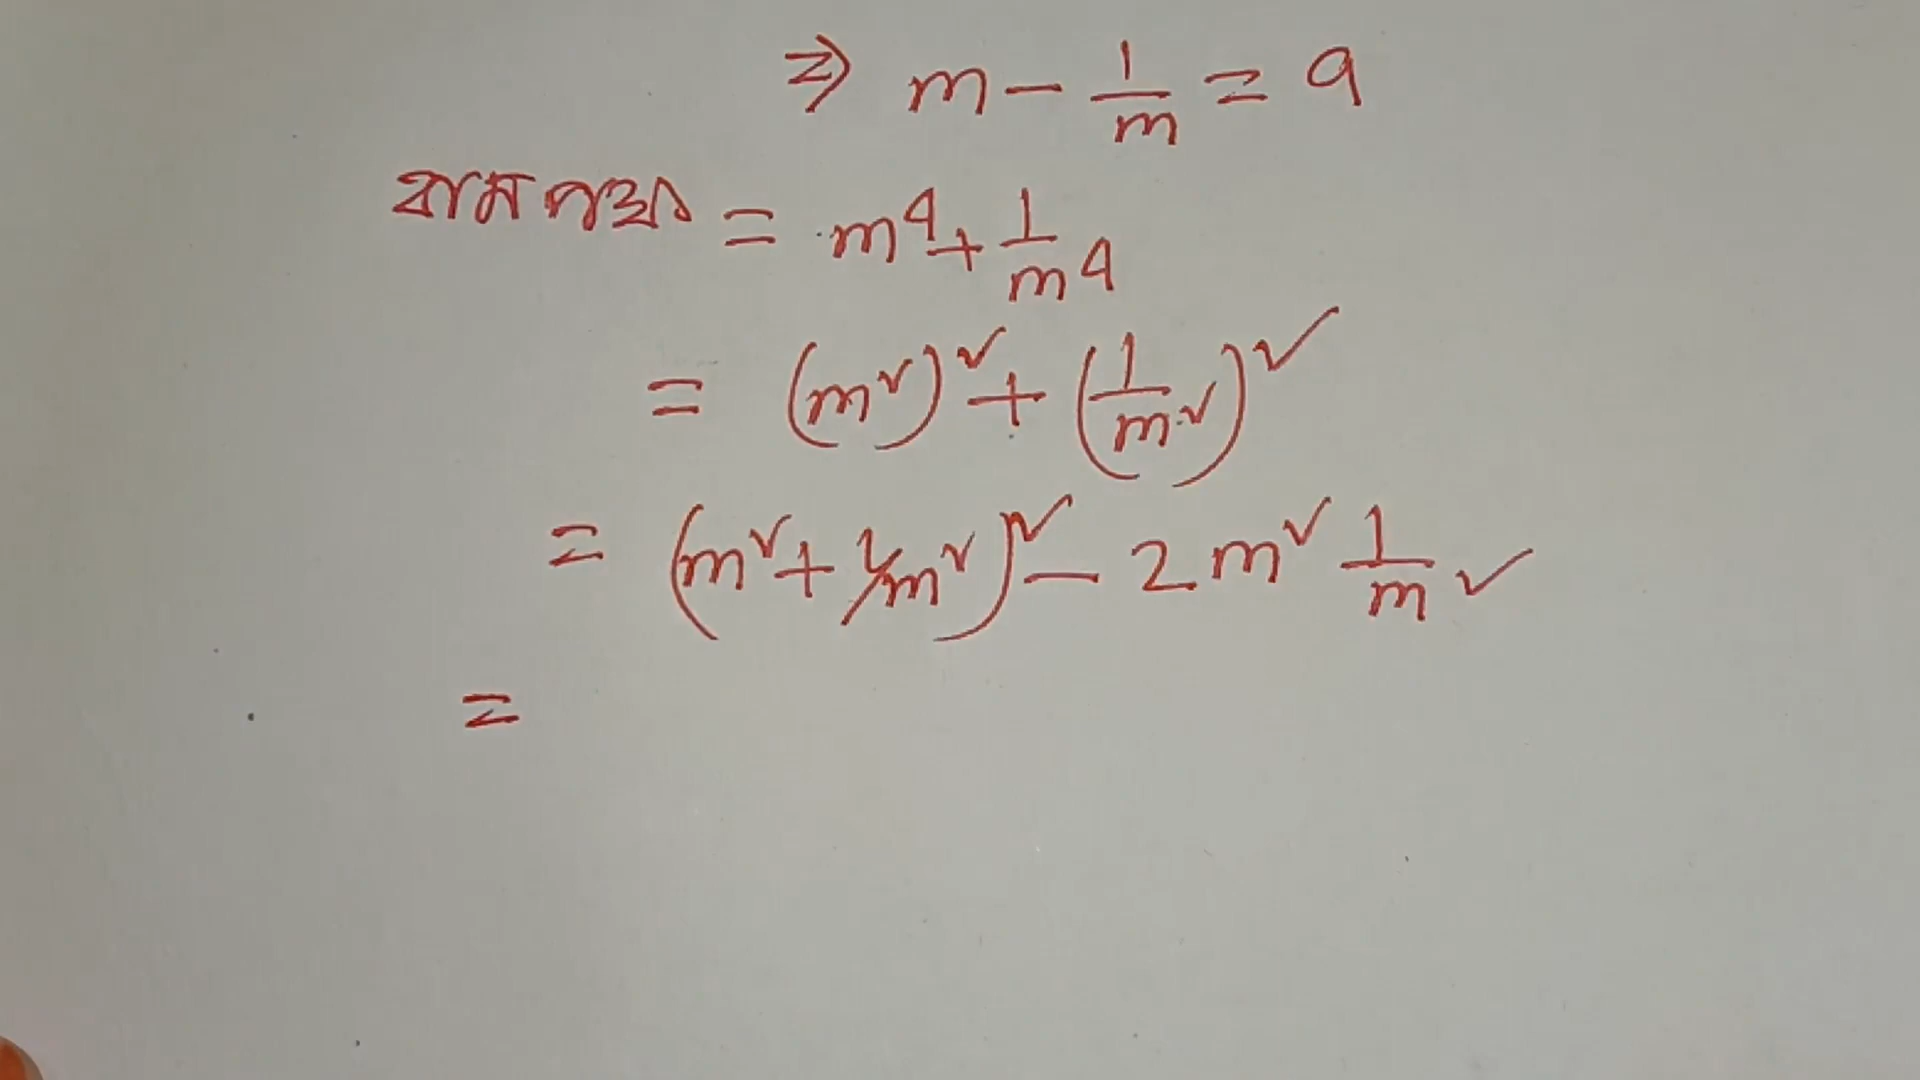 ⇒ m - 1/m = 9
বামপক্ষ = m⁴ + 1/m⁴
= (m²)² + (1/m²)²
= (m² + 1/m²)² - 2m² 1/m²
=